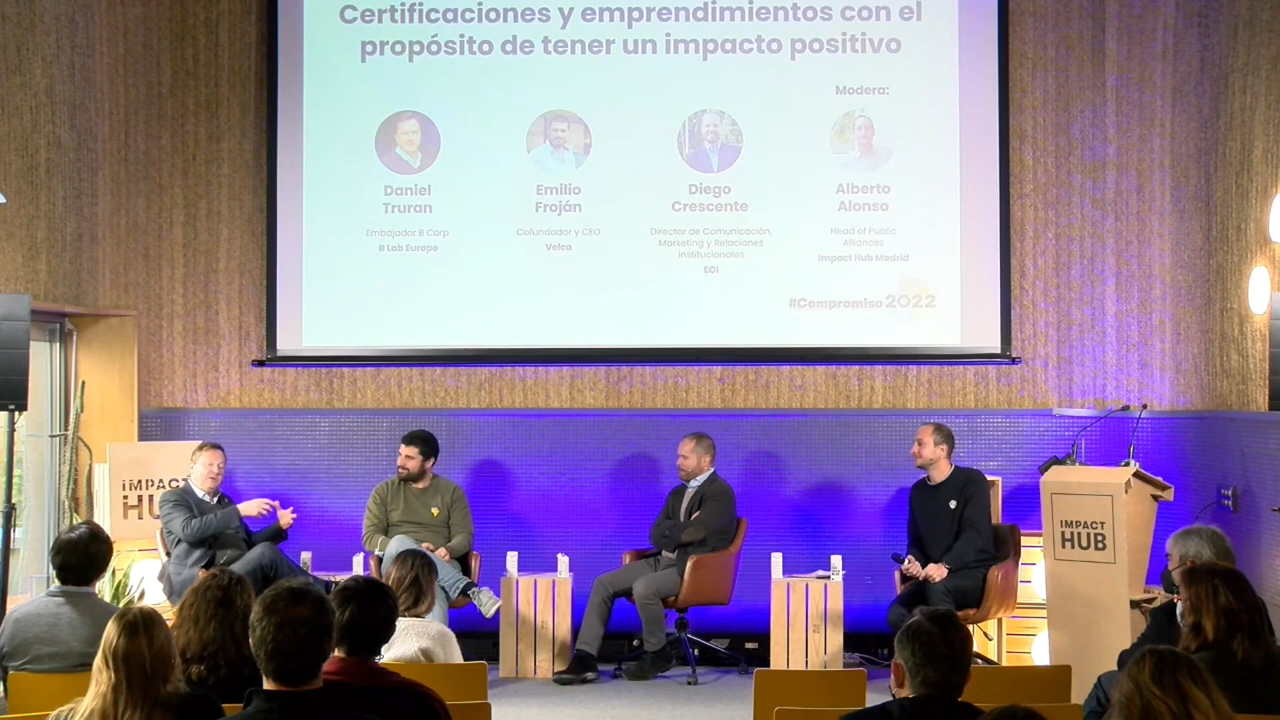 Certificaciones y emprendimientos con el
propósito de tener un impacto positivo
Modera:
Daniel
Truran
Embajador B Corp
B Lab Europe
Emilio
Froján
Cofundador y CEO
Velca
Diego
Crescente
Director de Comunicación,
Marketing y Relaciones
Institucionales
EOI
Alberto
Alonso
Head of Public
Alliances
Impact Hub Madrid
#Compromiso2022
IMPACT
HU
IMPACT
HUB